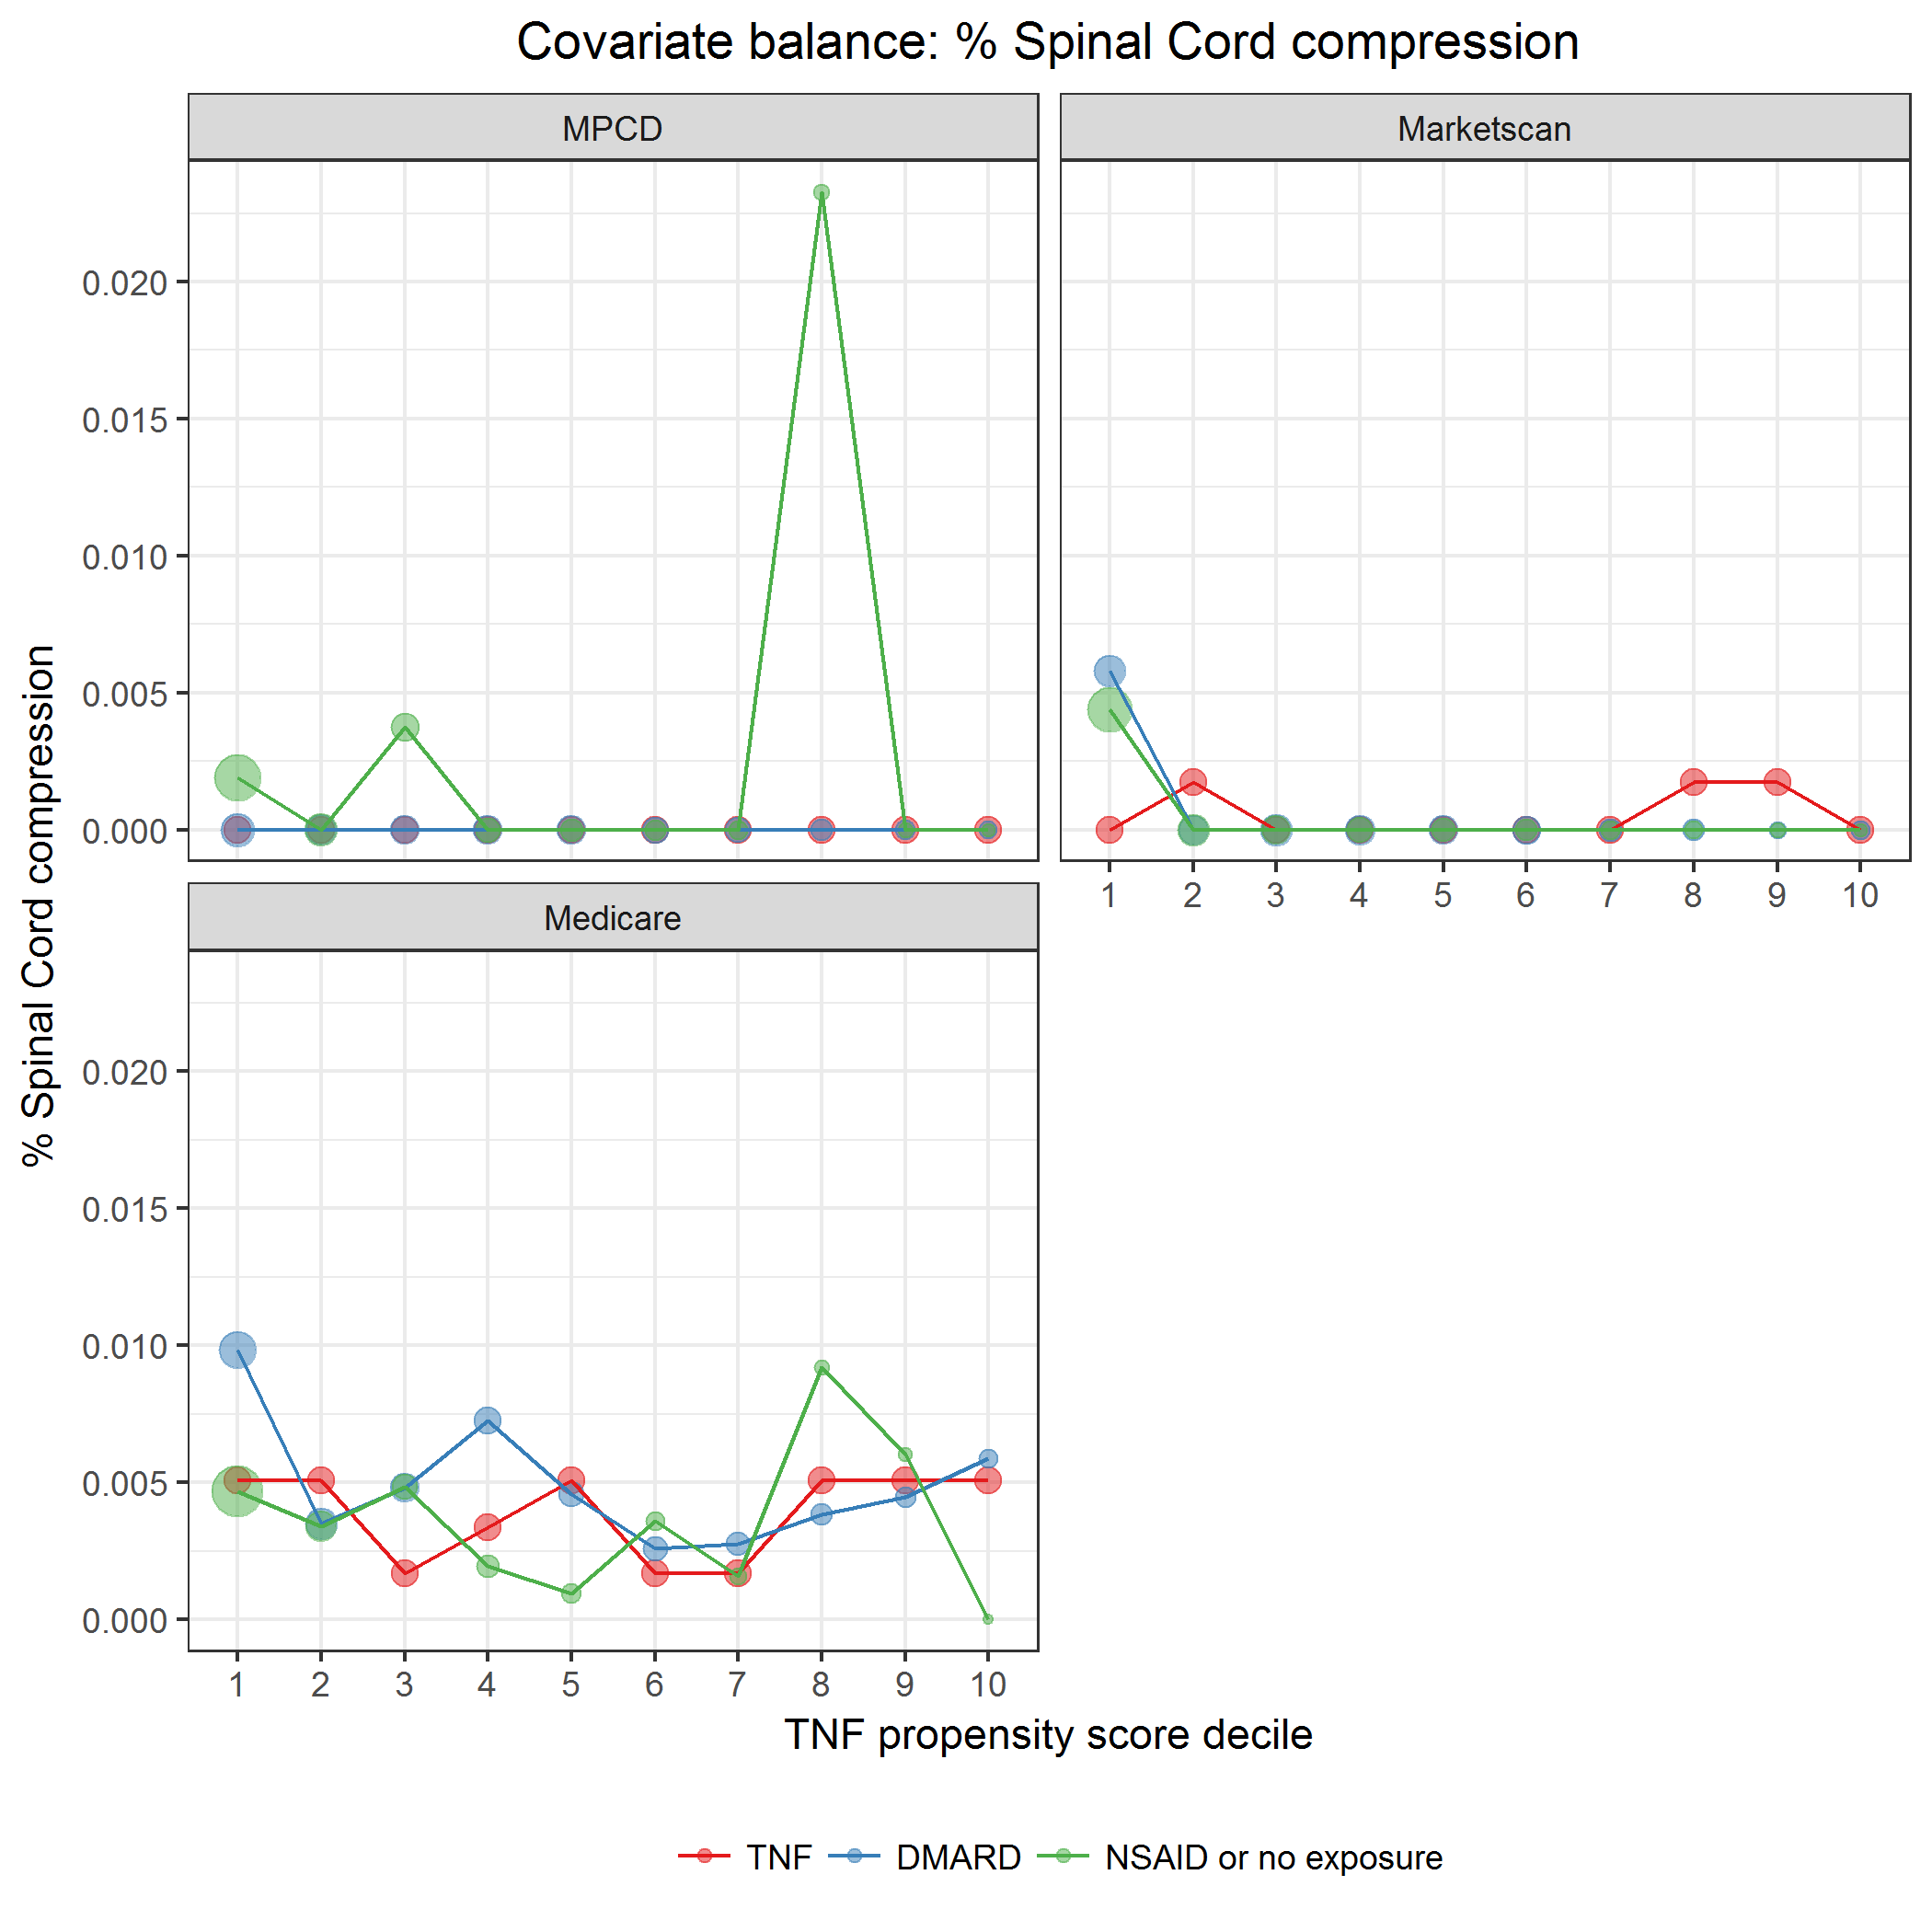 Covariate balance: % Spinal Cord compression
MPCD
Marketscan
0.020
0.015
0.010
0.005
0.000
1 2 3 4 5 6 7 8 9 10
Medicare
0.020
0.015
0.010
0.005
0.000
1 2 3 4 5 6 7 8 9 10
% Spinal Cord compression
TNF propensity score decile
TNF DMARD NSAID or no exposure